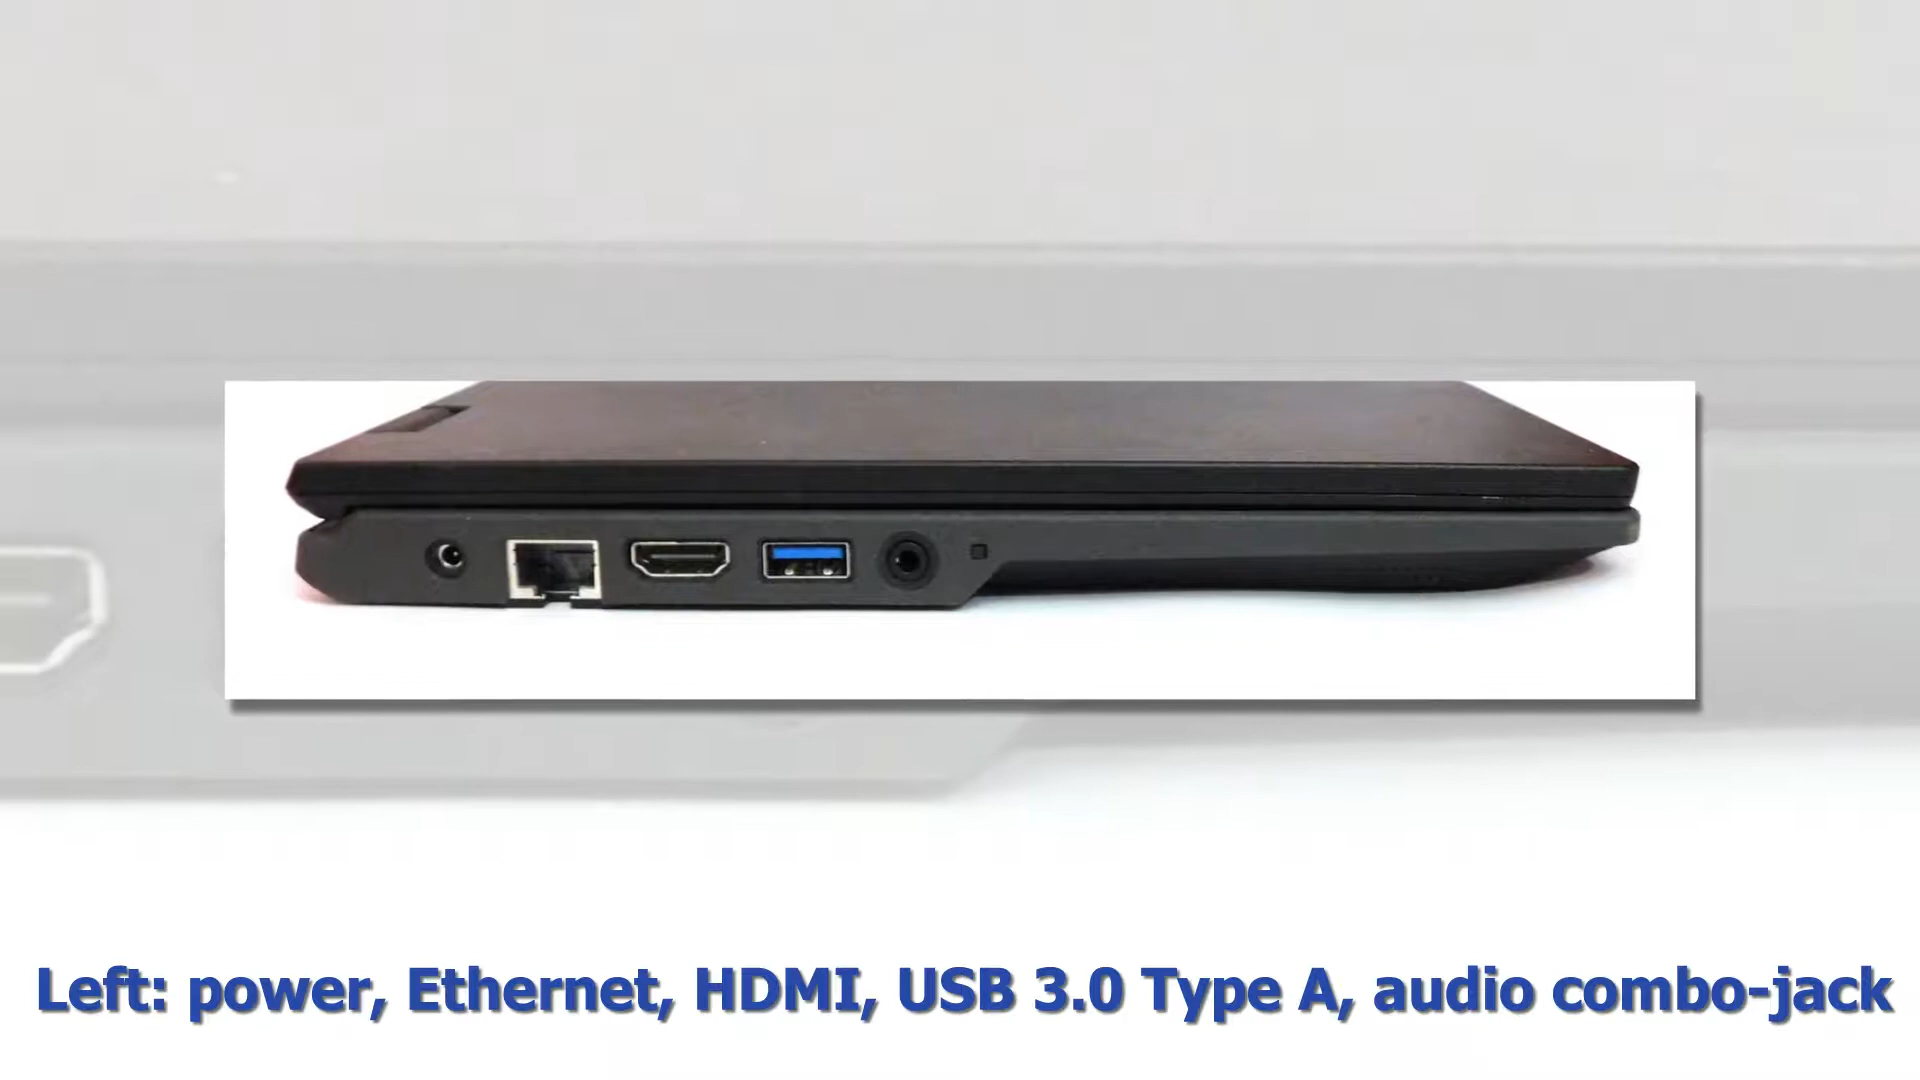 Left: power, Ethernet, HDMI, USB 3.0 Type A, audio combo-jack